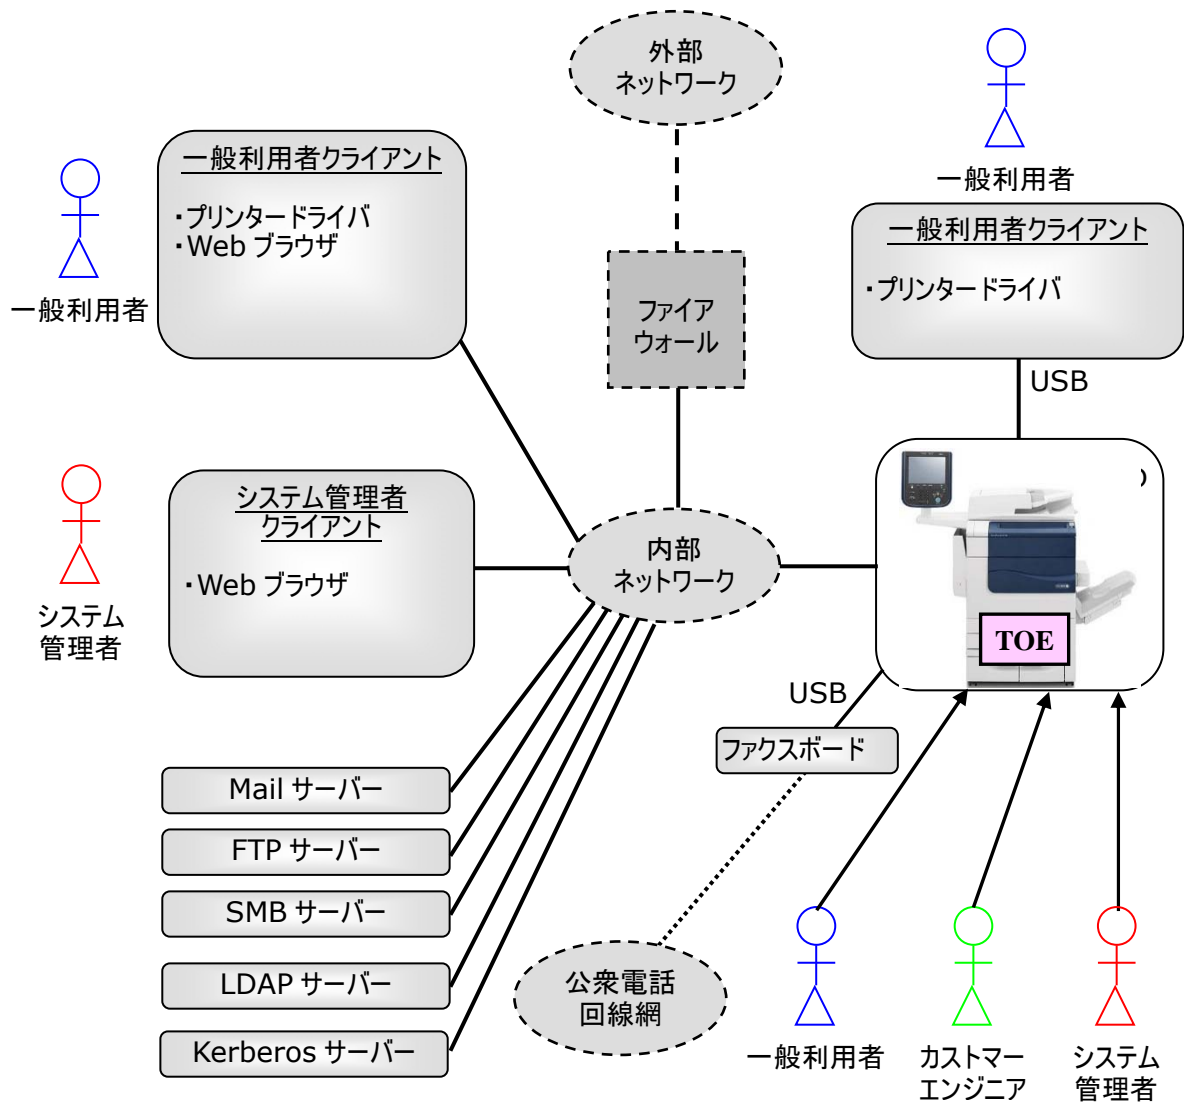 外部
ネットワーク
一般利用者
一般利用者クライアント
・プリンタードライバ
・Web ブラウザ
一般利用者
一般利用者クライアント
・プリンタードライバ
ファイア
ウォール
USB
システム管理者
クライアント
・Web ブラウザ
システム
管理者
内部
ネットワーク
TOE
USB
ファクスボード
Mail サーバー
FTP サーバー
SMB サーバー
LDAP サーバー
Kerberos サーバー
公衆電話
回線網
一般利用者
カストマー
エンジニア
システム
管理者